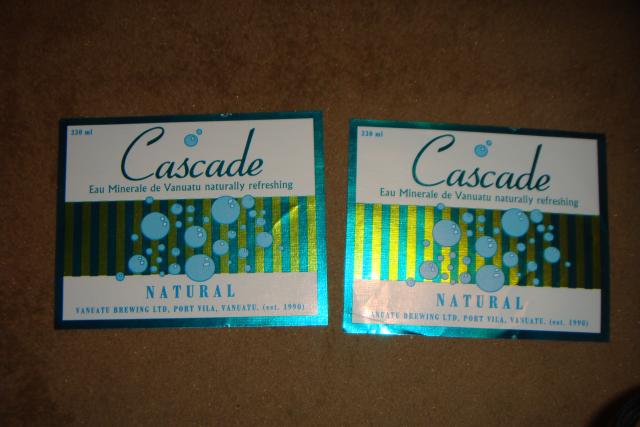 330 ml
Cascade
Eau Minerale de Vanuatu naturally refreshing
NATURAL
VANUATU BREWING LTD, PORT VILA, VANUATU. (est. 1990)
330 ml
Cascade
Eau Minerale de Vanuatu naturally refreshing
NATURAL
VANUATU BREWING LTD, PORT VILA, VANUATU. (est. 1990)